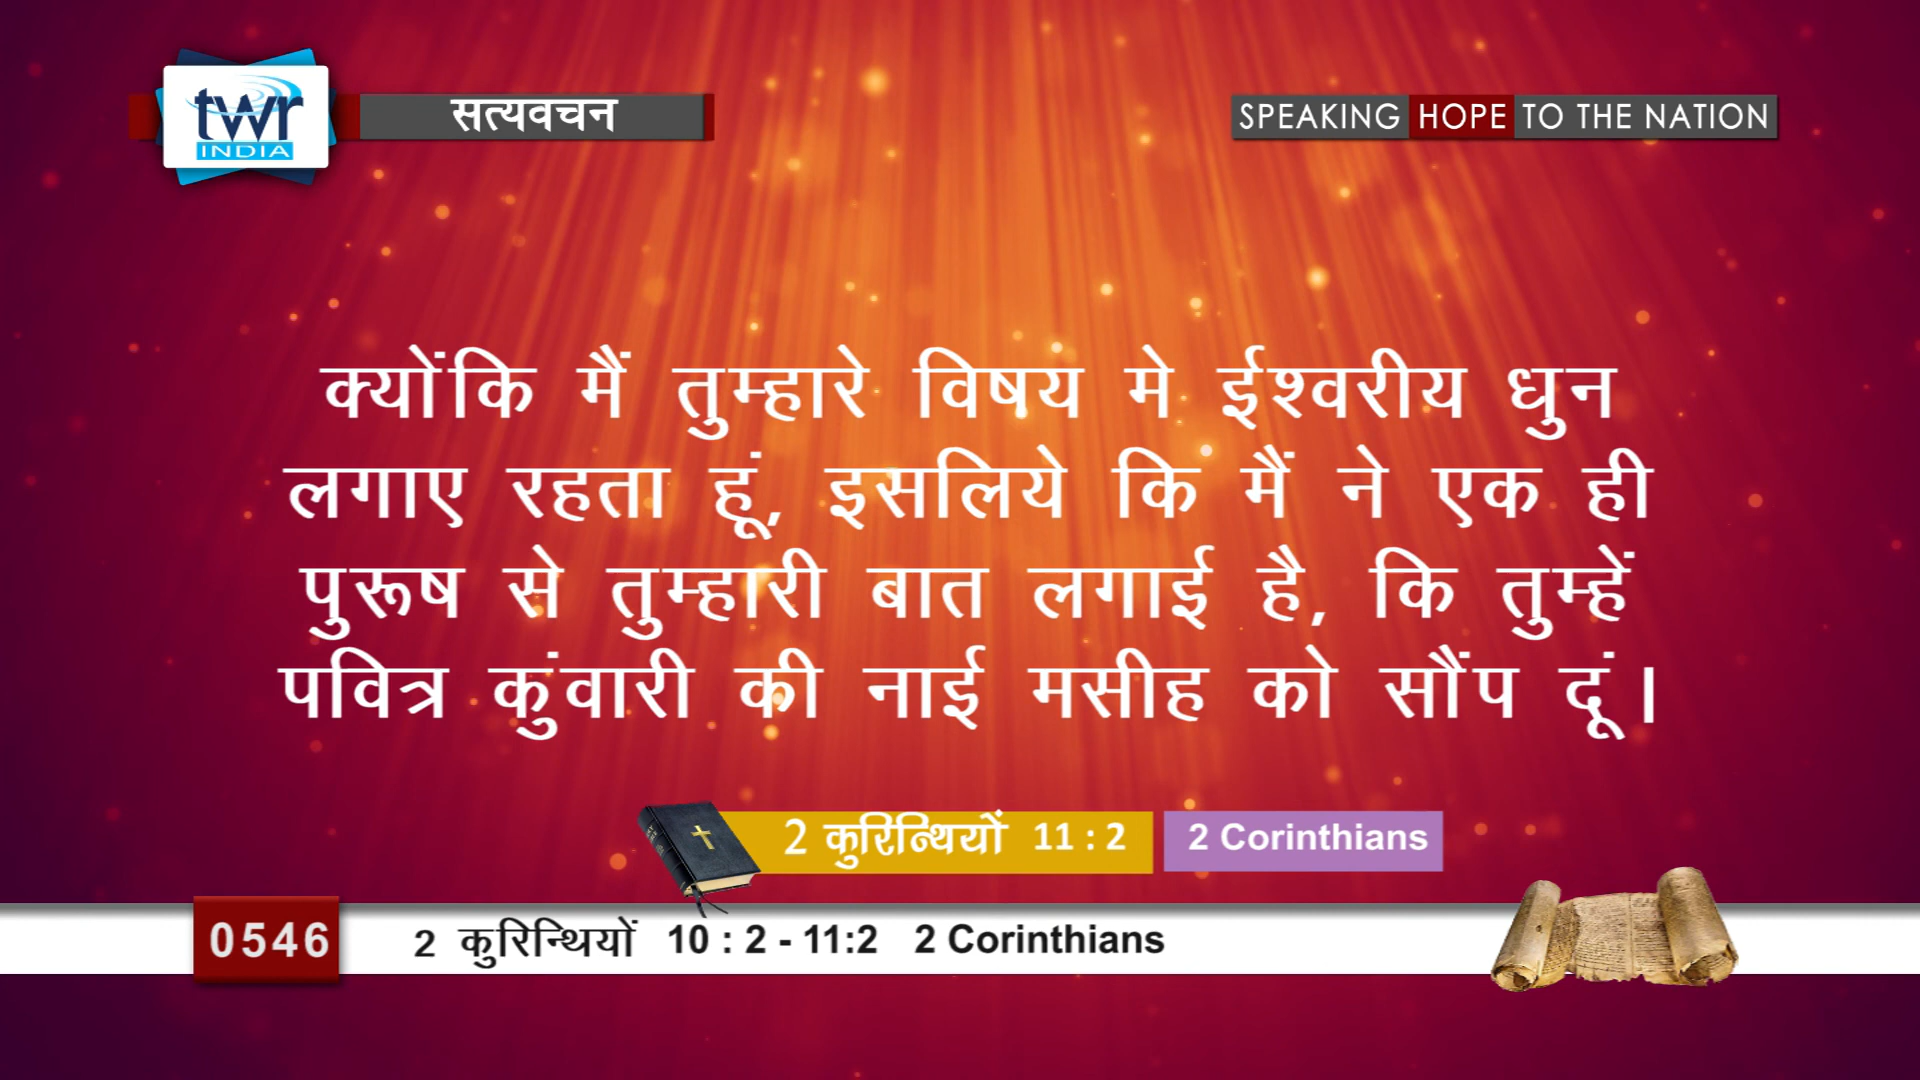 twr
INDIA
सत्यवचन
SPEAKING HOPE TO THE NATION
क्योंकि मैं तुम्हारे विषय मे ईश्वरीय धुन
लगाए रहता हूं, इसलिये कि मैं ने एक ही
पुरूष से तुम्हारी बात लगाई है, कि तुम्हें
पवित्र कुंवारी की नाई मसीह को सौंप दूं।
2 कुरिन्थियों 11 : 2 2 Corinthians
0546 2 कुरिन्थियों 10 : 2 - 11:2 2 Corinthians